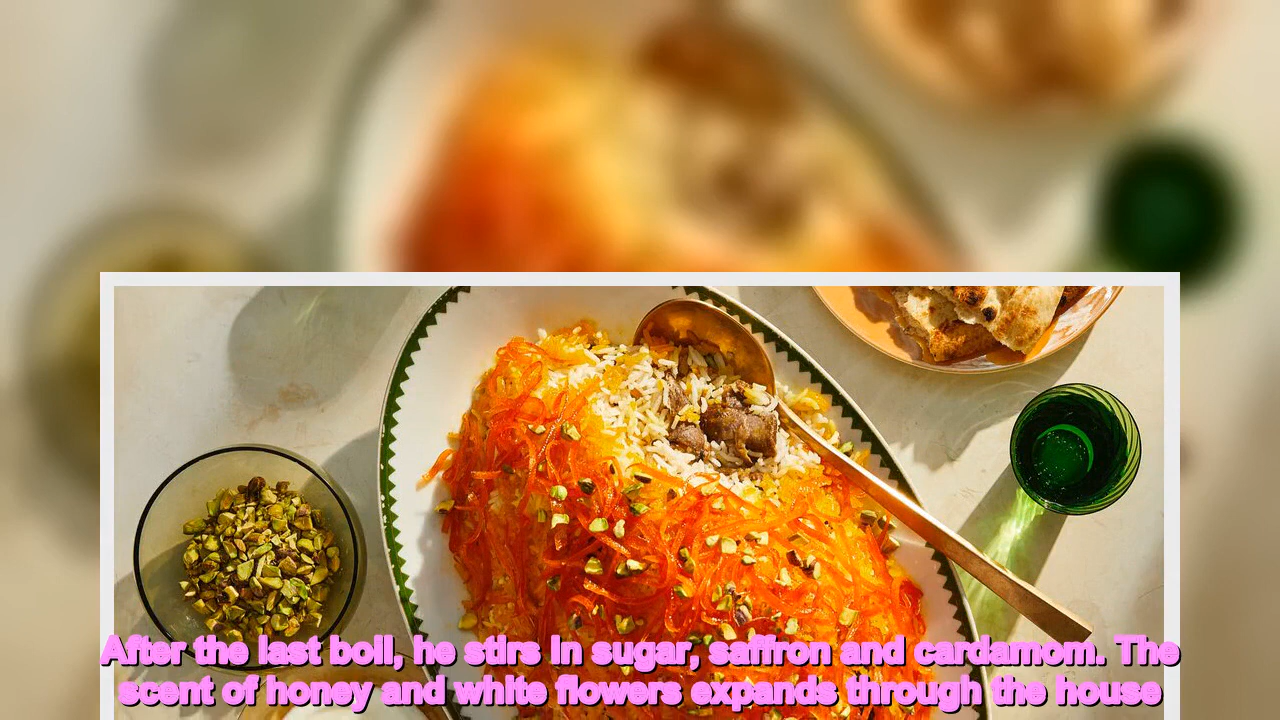 After the last boil, he stirs in sugar, saffron and cardamom. The
scent of honey and white flowers expands through the house